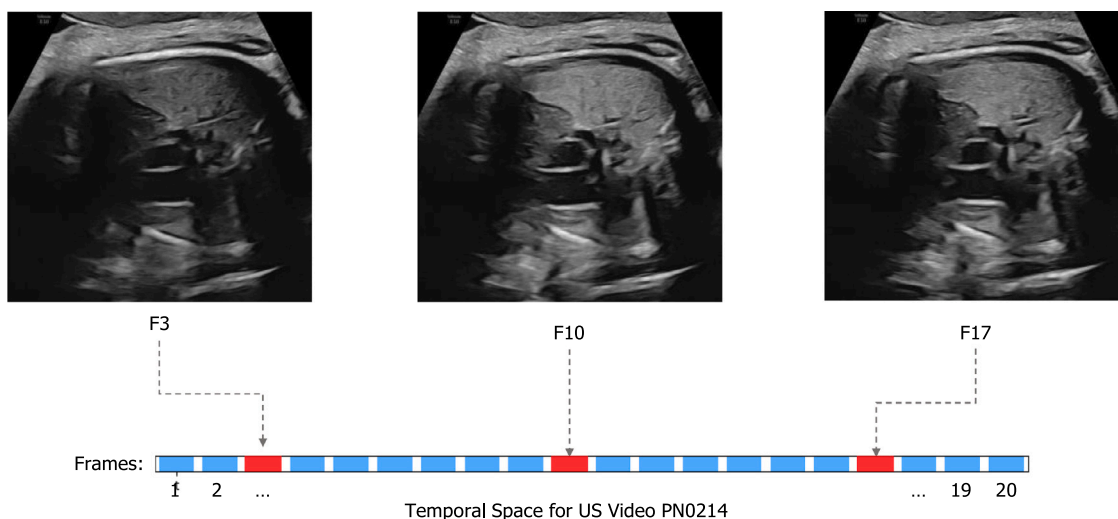 F3
F10
F17
Frames:
1 2 ... ... 19 20
Temporal Space for US Video PN0214